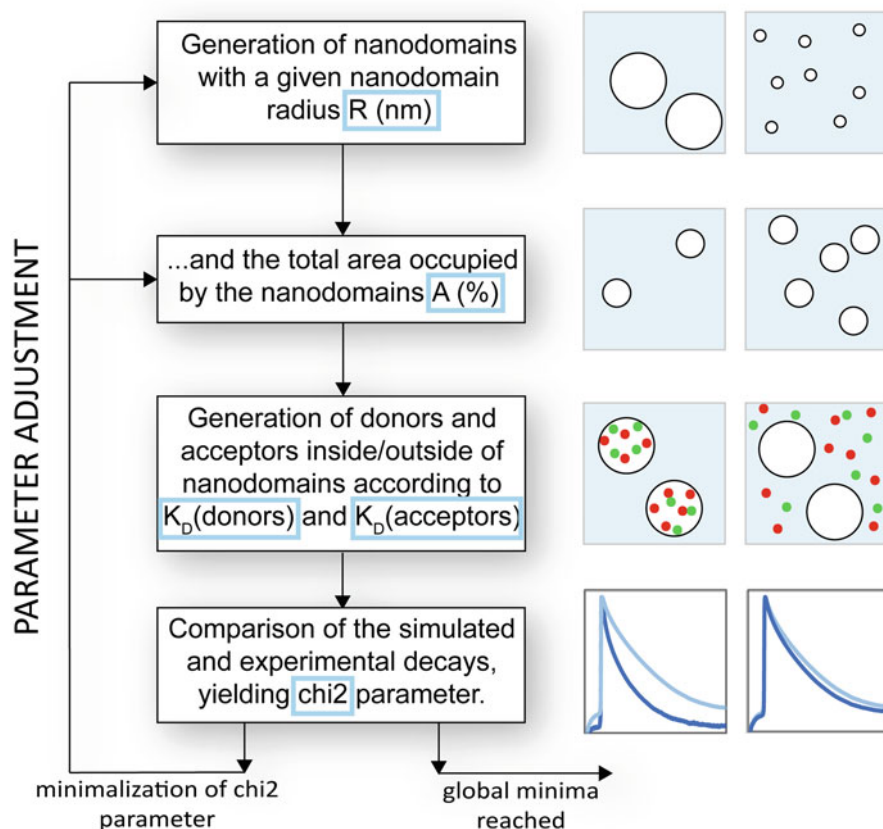 Generation of nanodomains
with a given nanodomain
radius R (nm)
...and the total area occupied
by the nanodomains A (%)
PARAMETER ADJUSTMENT
Generation of donors and
acceptors inside/outside of
nanodomains according to
K_D(donors) and K_D(acceptors)
Comparison of the simulated
and experimental decays,
yielding chi2 parameter.
minimalization of chi2
parameter
global minima
reached